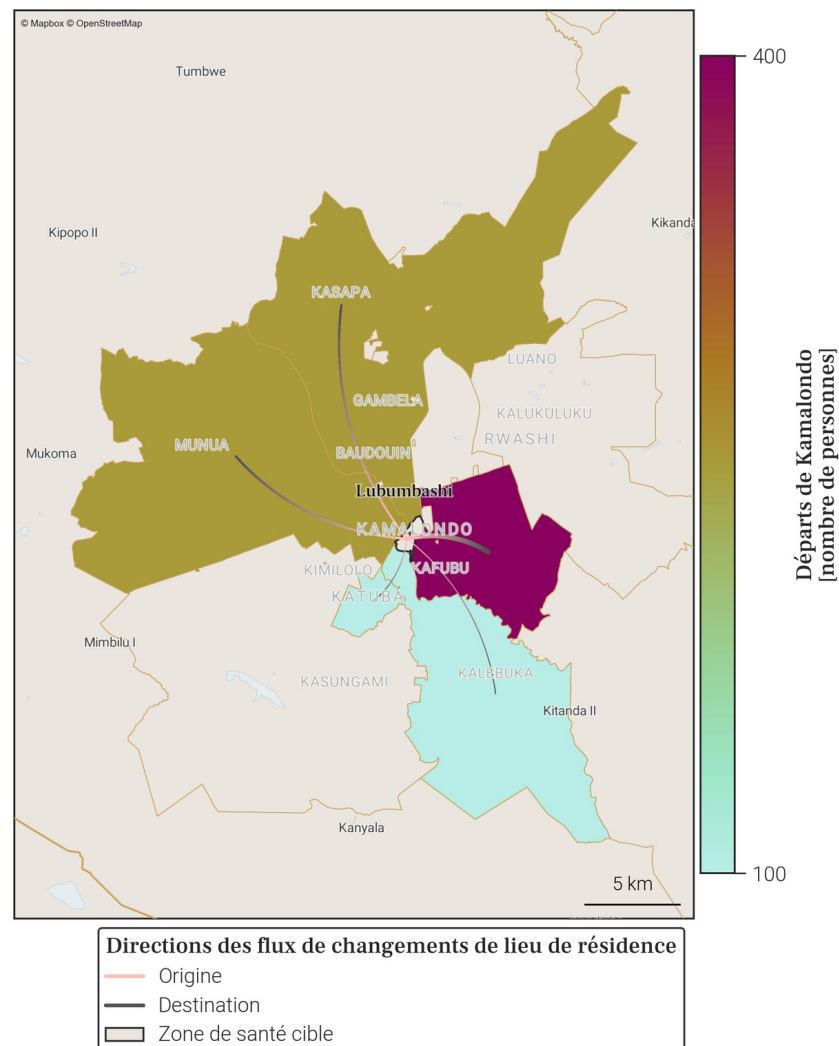 © Mapbox © OpenStreetMap
Tumbwe
Kipopo II
Kikanda
KASAPA
LUANO
GAMBELA
KALUKULUKU
RWASHI
MUNUA
BAUDOUIN
Mukoma
Lubumbashi
KAMALONDO
KIMILOLO
KAFUBU
KATUBA
Mimbilu I
KASUNGAMI
KALEBUKA
Kitanda II
Kanyala
5 km
400
100
Départs de Kamalondo
[nombre de personnes]
Directions des flux de changements de lieu de résidence
Origine
Destination
Zone de santé cible